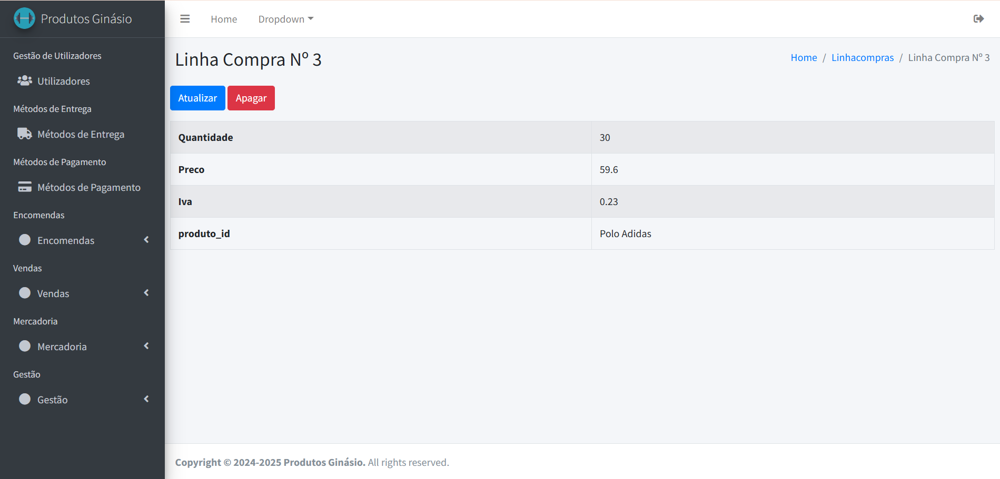 Produtos Ginásio
Home
Dropdown
Gestão de Utilizadores
Utilizadores
Métodos de Entrega
Métodos de Entrega
Métodos de Pagamento
Métodos de Pagamento
Encomendas
Encomendas
Vendas
Vendas
Mercadoria
Mercadoria
Gestão
Gestão
Linha Compra Nº 3
Home / Linhacompras / Linha Compra Nº 3
Atualizar Apagar
Quantidade 30
Preco 59.6
Iva 0.23
produto_id Polo Adidas
Copyright © 2024-2025 Produtos Ginásio. All rights reserved.